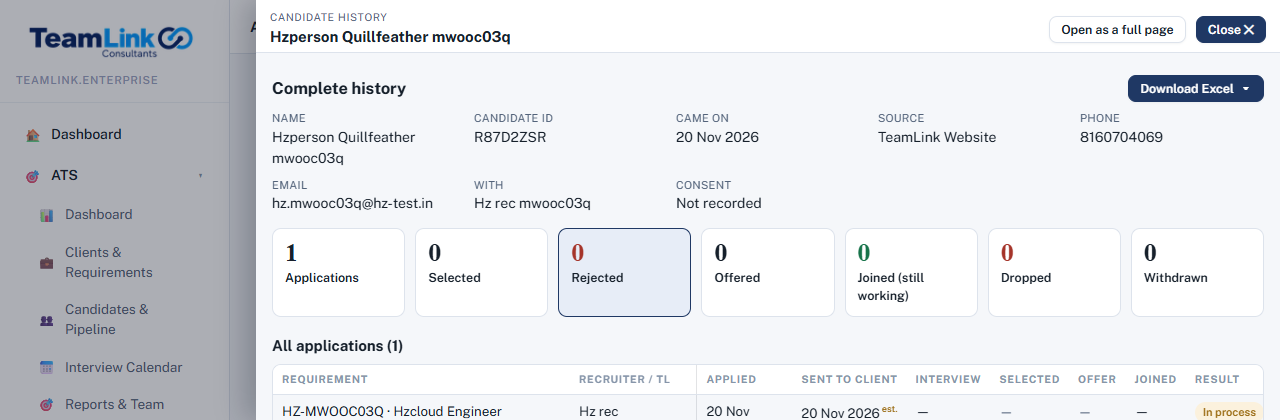 TeamLink
Consultants
TEAMLINK.ENTERPRISE
Dashboard
ATS
Dashboard
Clients &
Requirements
Candidates &
Pipeline
Interview Calendar
Reports & Team
CANDIDATE HISTORY
Hzperson Quillfeather mwooc03q
Open as a full page
Close X
Complete history
Download Excel
NAME CANDIDATE ID CAME ON SOURCE PHONE
Hzperson Quillfeather R87D2ZSR 20 Nov 2026 TeamLink Website 8160704069
mwooc03q
EMAIL WITH CONSENT
hz.mwooc03q@hz-test.in Hz rec mwooc03q Not recorded
1 0 0 0 0 0 0
Applications Selected Rejected Offered Joined (still Dropped Withdrawn
working)
All applications (1)
REQUIREMENT RECRUITER / TL APPLIED SENT TO CLIENT INTERVIEW SELECTED OFFER JOINED RESULT
HZ-MWOOC03Q · Hzcloud Engineer Hz rec 20 Nov 20 Nov 2026 est. — — — — In process